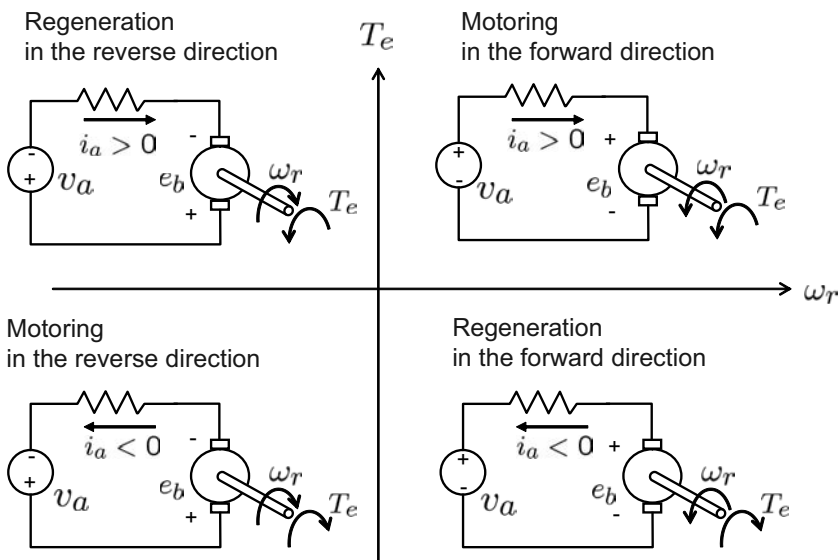 Regeneration
in the reverse direction
- +
i_a > 0
v_a
e_b
- +
ω_r
T_e
T_e
Motoring
in the forward direction
+ -
i_a > 0
v_a
e_b
+ -
ω_r
T_e
ω_r
Motoring
in the reverse direction
- +
i_a < 0
v_a
e_b
- +
ω_r
T_e
Regeneration
in the forward direction
+ -
i_a < 0
v_a
e_b
+ -
ω_r
T_e